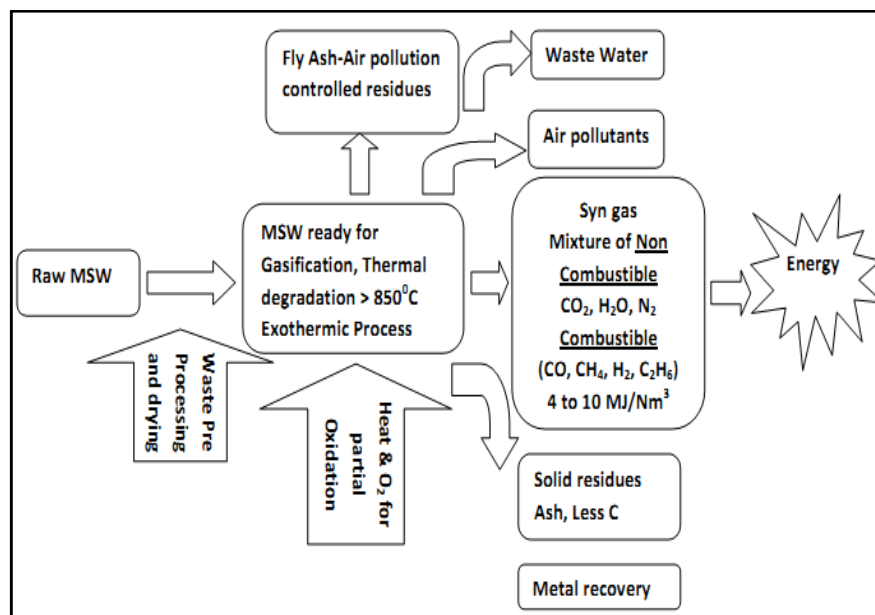 Fly Ash-Air pollution
controlled residues
Waste Water
Air pollutants
Raw MSW
MSW ready for
Gasification, Thermal
degradation > 850⁰C
Exothermic Process
Syn gas
Mixture of Non
Combustible
CO₂, H₂O, N₂
Combustible
(CO, CH₄, H₂, C₂H₆)
4 to 10 MJ/Nm³
Energy
Waste Pre
Processing
and drying
Heat & O₂ for
partial
Oxidation
Solid residues
Ash, Less C
Metal recovery